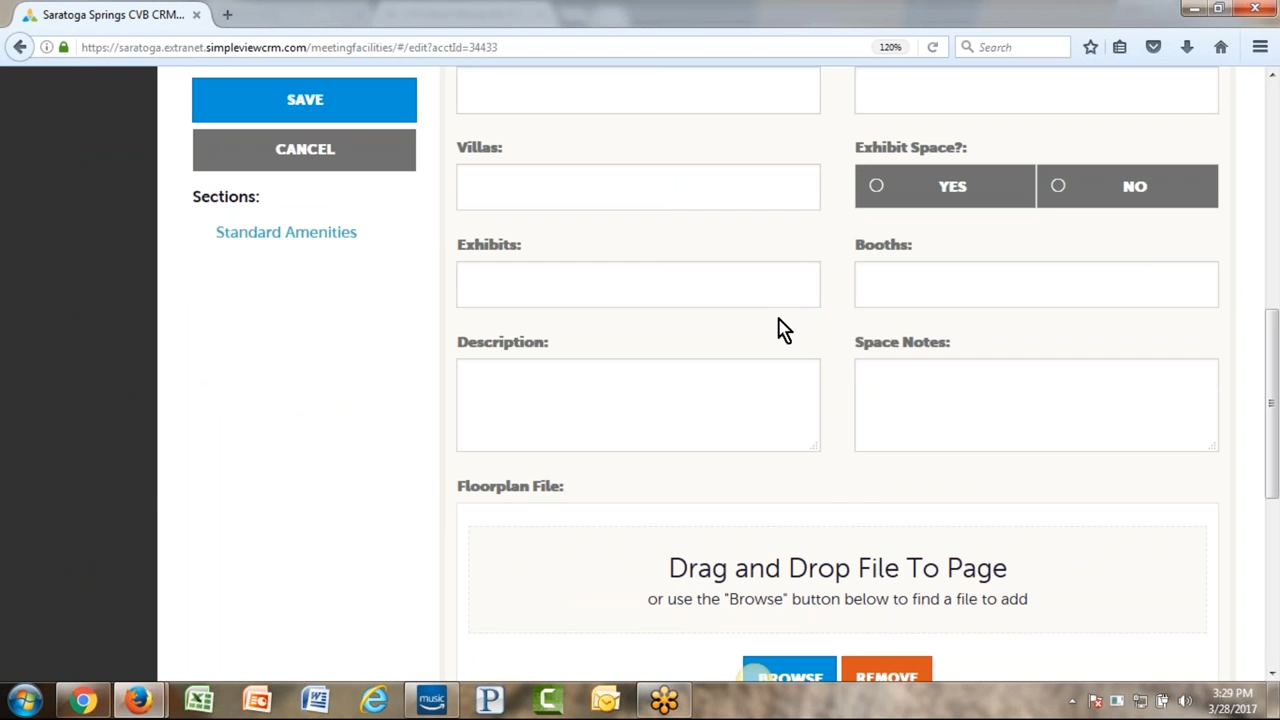 Saratoga Springs CVB CRM...
https://saratoga.extranet.simpleviewcrm.com/meetingfacilities/#/edit?acctId=34433
120%
Search
SAVE
CANCEL
Sections:
Standard Amenities
Villas:
Exhibit Space?:
YES
NO
Exhibits:
Booths:
Description:
Space Notes:
Floorplan File:
Drag and Drop File To Page
or use the "Browse" button below to find a file to add
BROWSE
REMOVE
music
3:29 PM
3/28/2017